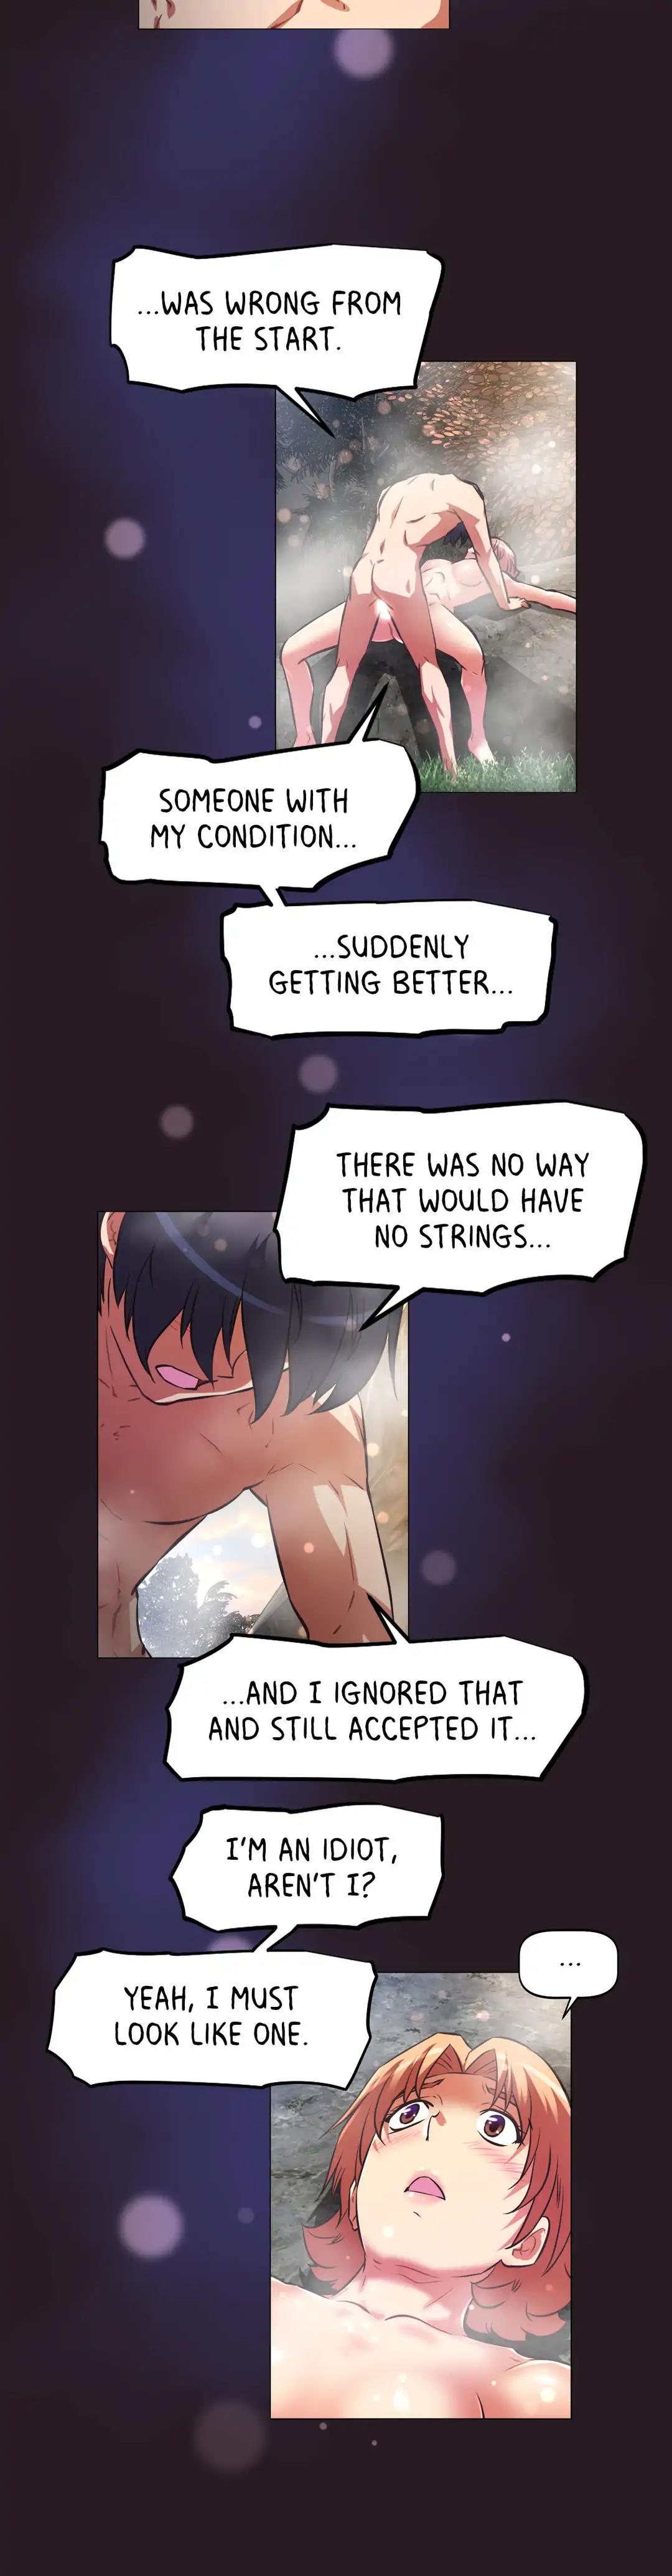 ...WAS WRONG FROM
THE START.
SOMEONE WITH
MY CONDITION...
...SUDDENLY
GETTING BETTER...
THERE WAS NO WAY
THAT WOULD HAVE
NO STRINGS...
...AND I IGNORED THAT
AND STILL ACCEPTED IT...
I'M AN IDIOT,
AREN'T I?
YEAH, I MUST
LOOK LIKE ONE.
...